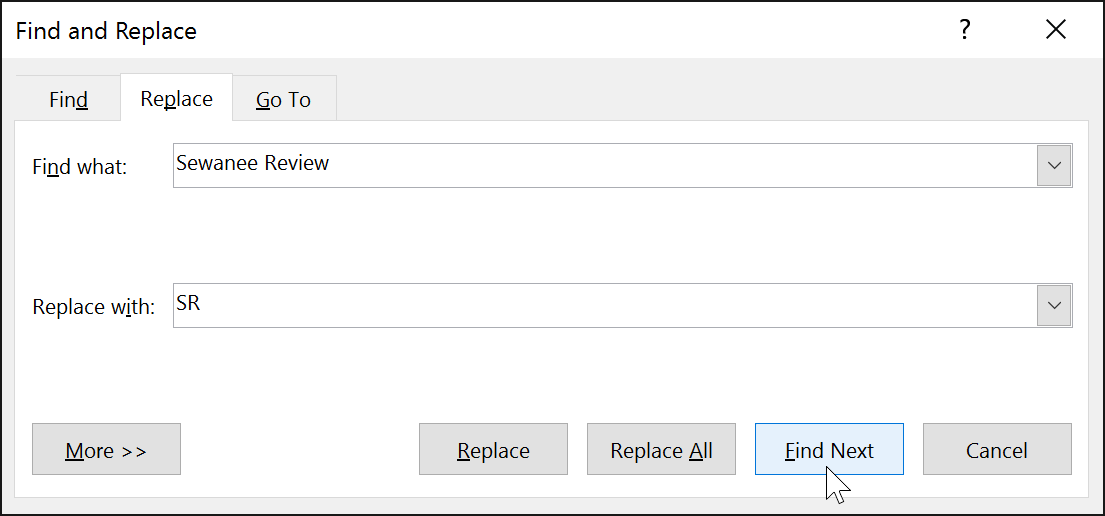 Find and Replace ?
Find Replace Go To
Find what: Sewanee Review
Replace with: SR
More >> Replace Replace All Find Next Cancel